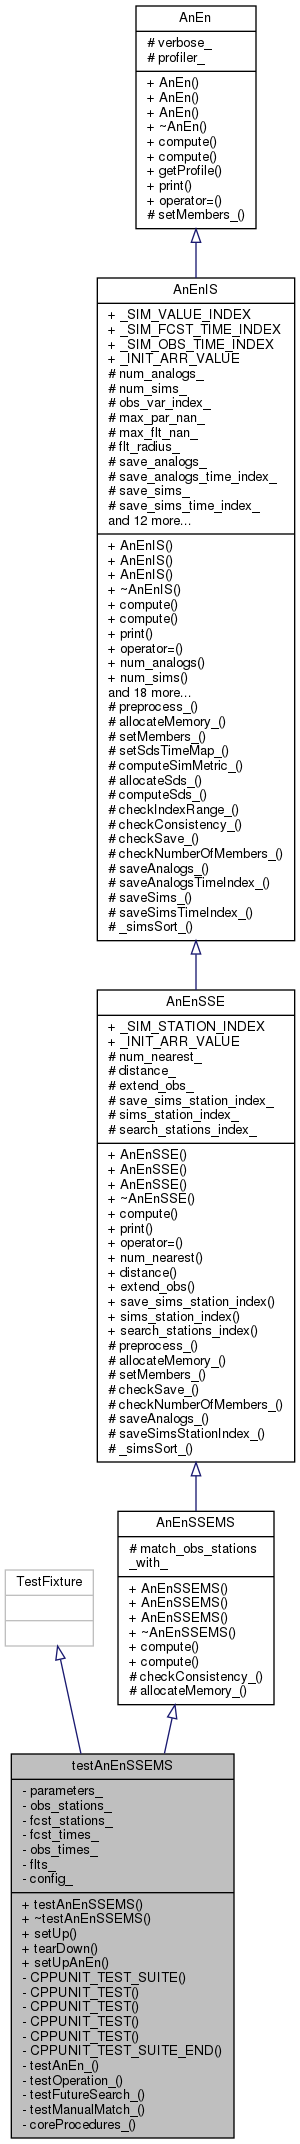 AnEn
# verbose_
# profiler_
+ AnEn()
+ AnEn()
+ AnEn()
+ ~AnEn()
+ compute()
+ compute()
+ getProfile()
+ print()
+ operator=()
# setMembers_()
AnEnIS
+ _SIM_VALUE_INDEX
+ _SIM_FCST_TIME_INDEX
+ _SIM_OBS_TIME_INDEX
+ _INIT_ARR_VALUE
# num_analogs_
# num_sims_
# obs_var_index_
# max_par_nan_
# max_flt_nan_
# flt_radius_
# save_analogs_
# save_analogs_time_index_
# save_sims_
# save_sims_time_index_
and 12 more...
+ AnEnIS()
+ AnEnIS()
+ AnEnIS()
+ ~AnEnIS()
+ compute()
+ compute()
+ print()
+ operator=()
+ num_analogs()
+ num_sims()
and 18 more...
# preprocess_()
# allocateMemory_()
# setMembers_()
# setSdsTimeMap_()
# computeSimMetric_()
# allocateSds_()
# computeSds_()
# checkIndexRange_()
# checkConsistency_()
# checkSave_()
# checkNumberOfMembers_()
# saveAnalogs_()
# saveAnalogsTimeIndex_()
# saveSims_()
# saveSimsTimeIndex_()
# _simsSort_()
AnEnSSE
+ _SIM_STATION_INDEX
+ _INIT_ARR_VALUE
# num_nearest_
# distance_
# extend_obs_
# save_sims_station_index_
# sims_station_index_
# search_stations_index_
+ AnEnSSE()
+ AnEnSSE()
+ AnEnSSE()
+ ~AnEnSSE()
+ compute()
+ print()
+ operator=()
+ num_nearest()
+ distance()
+ extend_obs()
+ save_sims_station_index()
+ sims_station_index()
+ search_stations_index()
# preprocess_()
# allocateMemory_()
# setMembers_()
# checkSave_()
# checkNumberOfMembers_()
# saveAnalogs_()
# saveSimsStationIndex_()
# _simsSort_()
AnEnSSEMS
# match_obs_stations
_with_
+ AnEnSSEMS()
+ AnEnSSEMS()
+ AnEnSSEMS()
+ ~AnEnSSEMS()
+ compute()
+ compute()
# checkConsistency_()
# allocateMemory_()
TestFixture
testAnEnSSEMS
- parameters_
- obs_stations_
- fcst_stations_
- fcst_times_
- obs_times_
- flts_
- config_
+ testAnEnSSEMS()
+ ~testAnEnSSEMS()
+ setUp()
+ tearDown()
+ setUpAnEn()
- CPPUNIT_TEST_SUITE()
- CPPUNIT_TEST()
- CPPUNIT_TEST()
- CPPUNIT_TEST()
- CPPUNIT_TEST()
- CPPUNIT_TEST_SUITE_END()
- testAnEn_()
- testOperation_()
- testFutureSearch_()
- testManualMatch_()
- coreProcedures_()